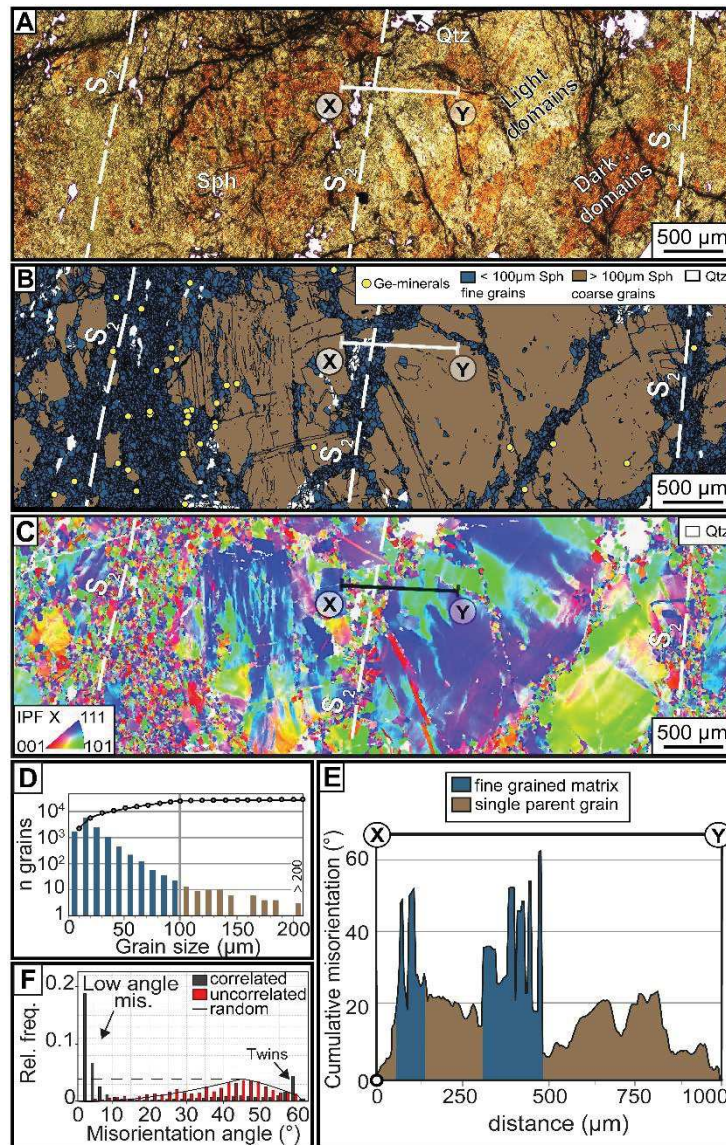 A
Qtz
S2
Light domains
X
Y
S2
S2
Sph
Dark domains
500 µm
B
Ge-minerals
< 100µm Sph fine grains
> 100µm Sph coarse grains
Qtz
S2
X
Y
S2
S2
500 µm
C
Qtz
S2
X
Y
S2
S2
IPF X 111
001 101
500 µm
D
n grains
10⁴
10³
10²
10
1
> 200
0 50 100 150 200
Grain size (µm)
E
fine grained matrix
single parent grain
X
Y
Cumulative misorientation (°)
60
40
20
0
0 250 500 750 1000
distance (µm)
F
Rel. freq.
0.2
0.1
0
Low angle mis.
correlated
uncorrelated
random
Twins
0 10 20 30 40 50 60
Misorientation angle (°)